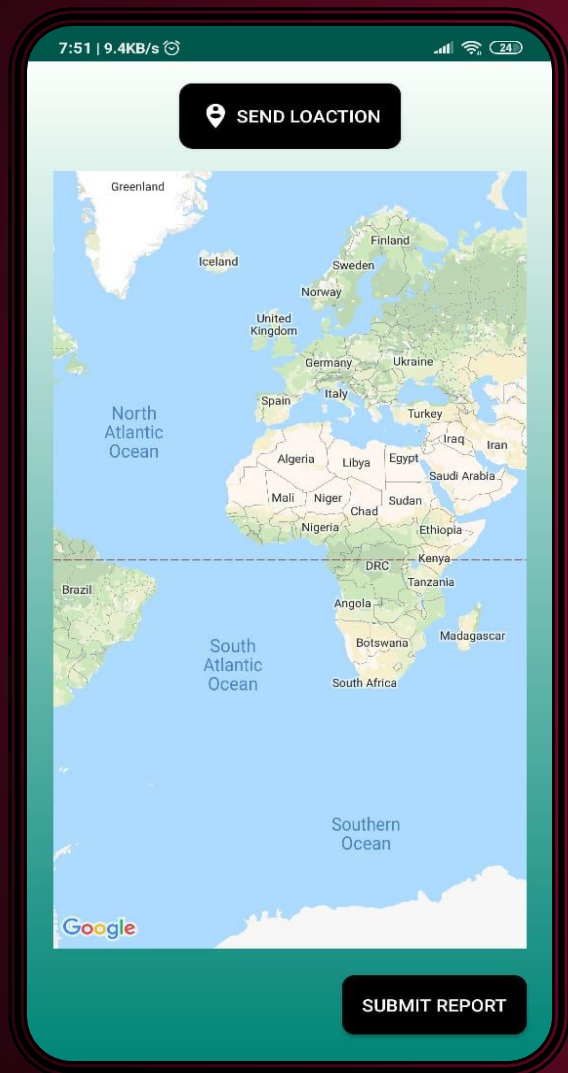 7:51 | 9.4KB/s
24
SEND LOACTION
Greenland
Iceland
Finland
Sweden
Norway
United
Kingdom
Germany
Ukraine
Spain
Italy
Turkey
North
Atlantic
Ocean
Iraq
Iran
Algeria
Libya
Egypt
Saudi Arabia
Mali
Niger
Chad
Sudan
Nigeria
Ethiopia
DRC
Kenya
Tanzania
Brazil
Angola
Botswana
Madagascar
South
Atlantic
Ocean
South Africa
Southern
Ocean
Google
SUBMIT REPORT